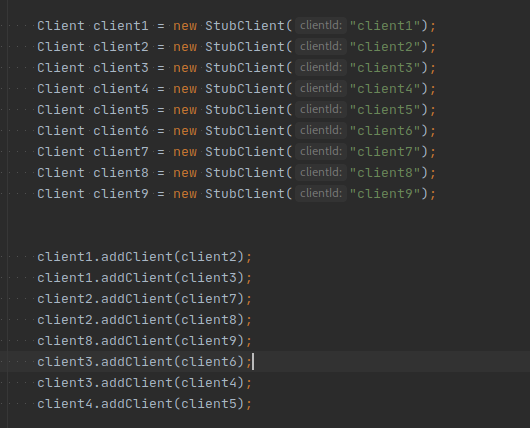 Client client1 = new StubClient( clientId: "client1");
Client client2 = new StubClient( clientId: "client2");
Client client3 = new StubClient( clientId: "client3");
Client client4 = new StubClient( clientId: "client4");
Client client5 = new StubClient( clientId: "client5");
Client client6 = new StubClient( clientId: "client6");
Client client7 = new StubClient( clientId: "client7");
Client client8 = new StubClient( clientId: "client8");
Client client9 = new StubClient( clientId: "client9");
client1.addClient(client2);
client1.addClient(client3);
client2.addClient(client7);
client2.addClient(client8);
client8.addClient(client9);
client3.addClient(client6);
client3.addClient(client4);
client4.addClient(client5);